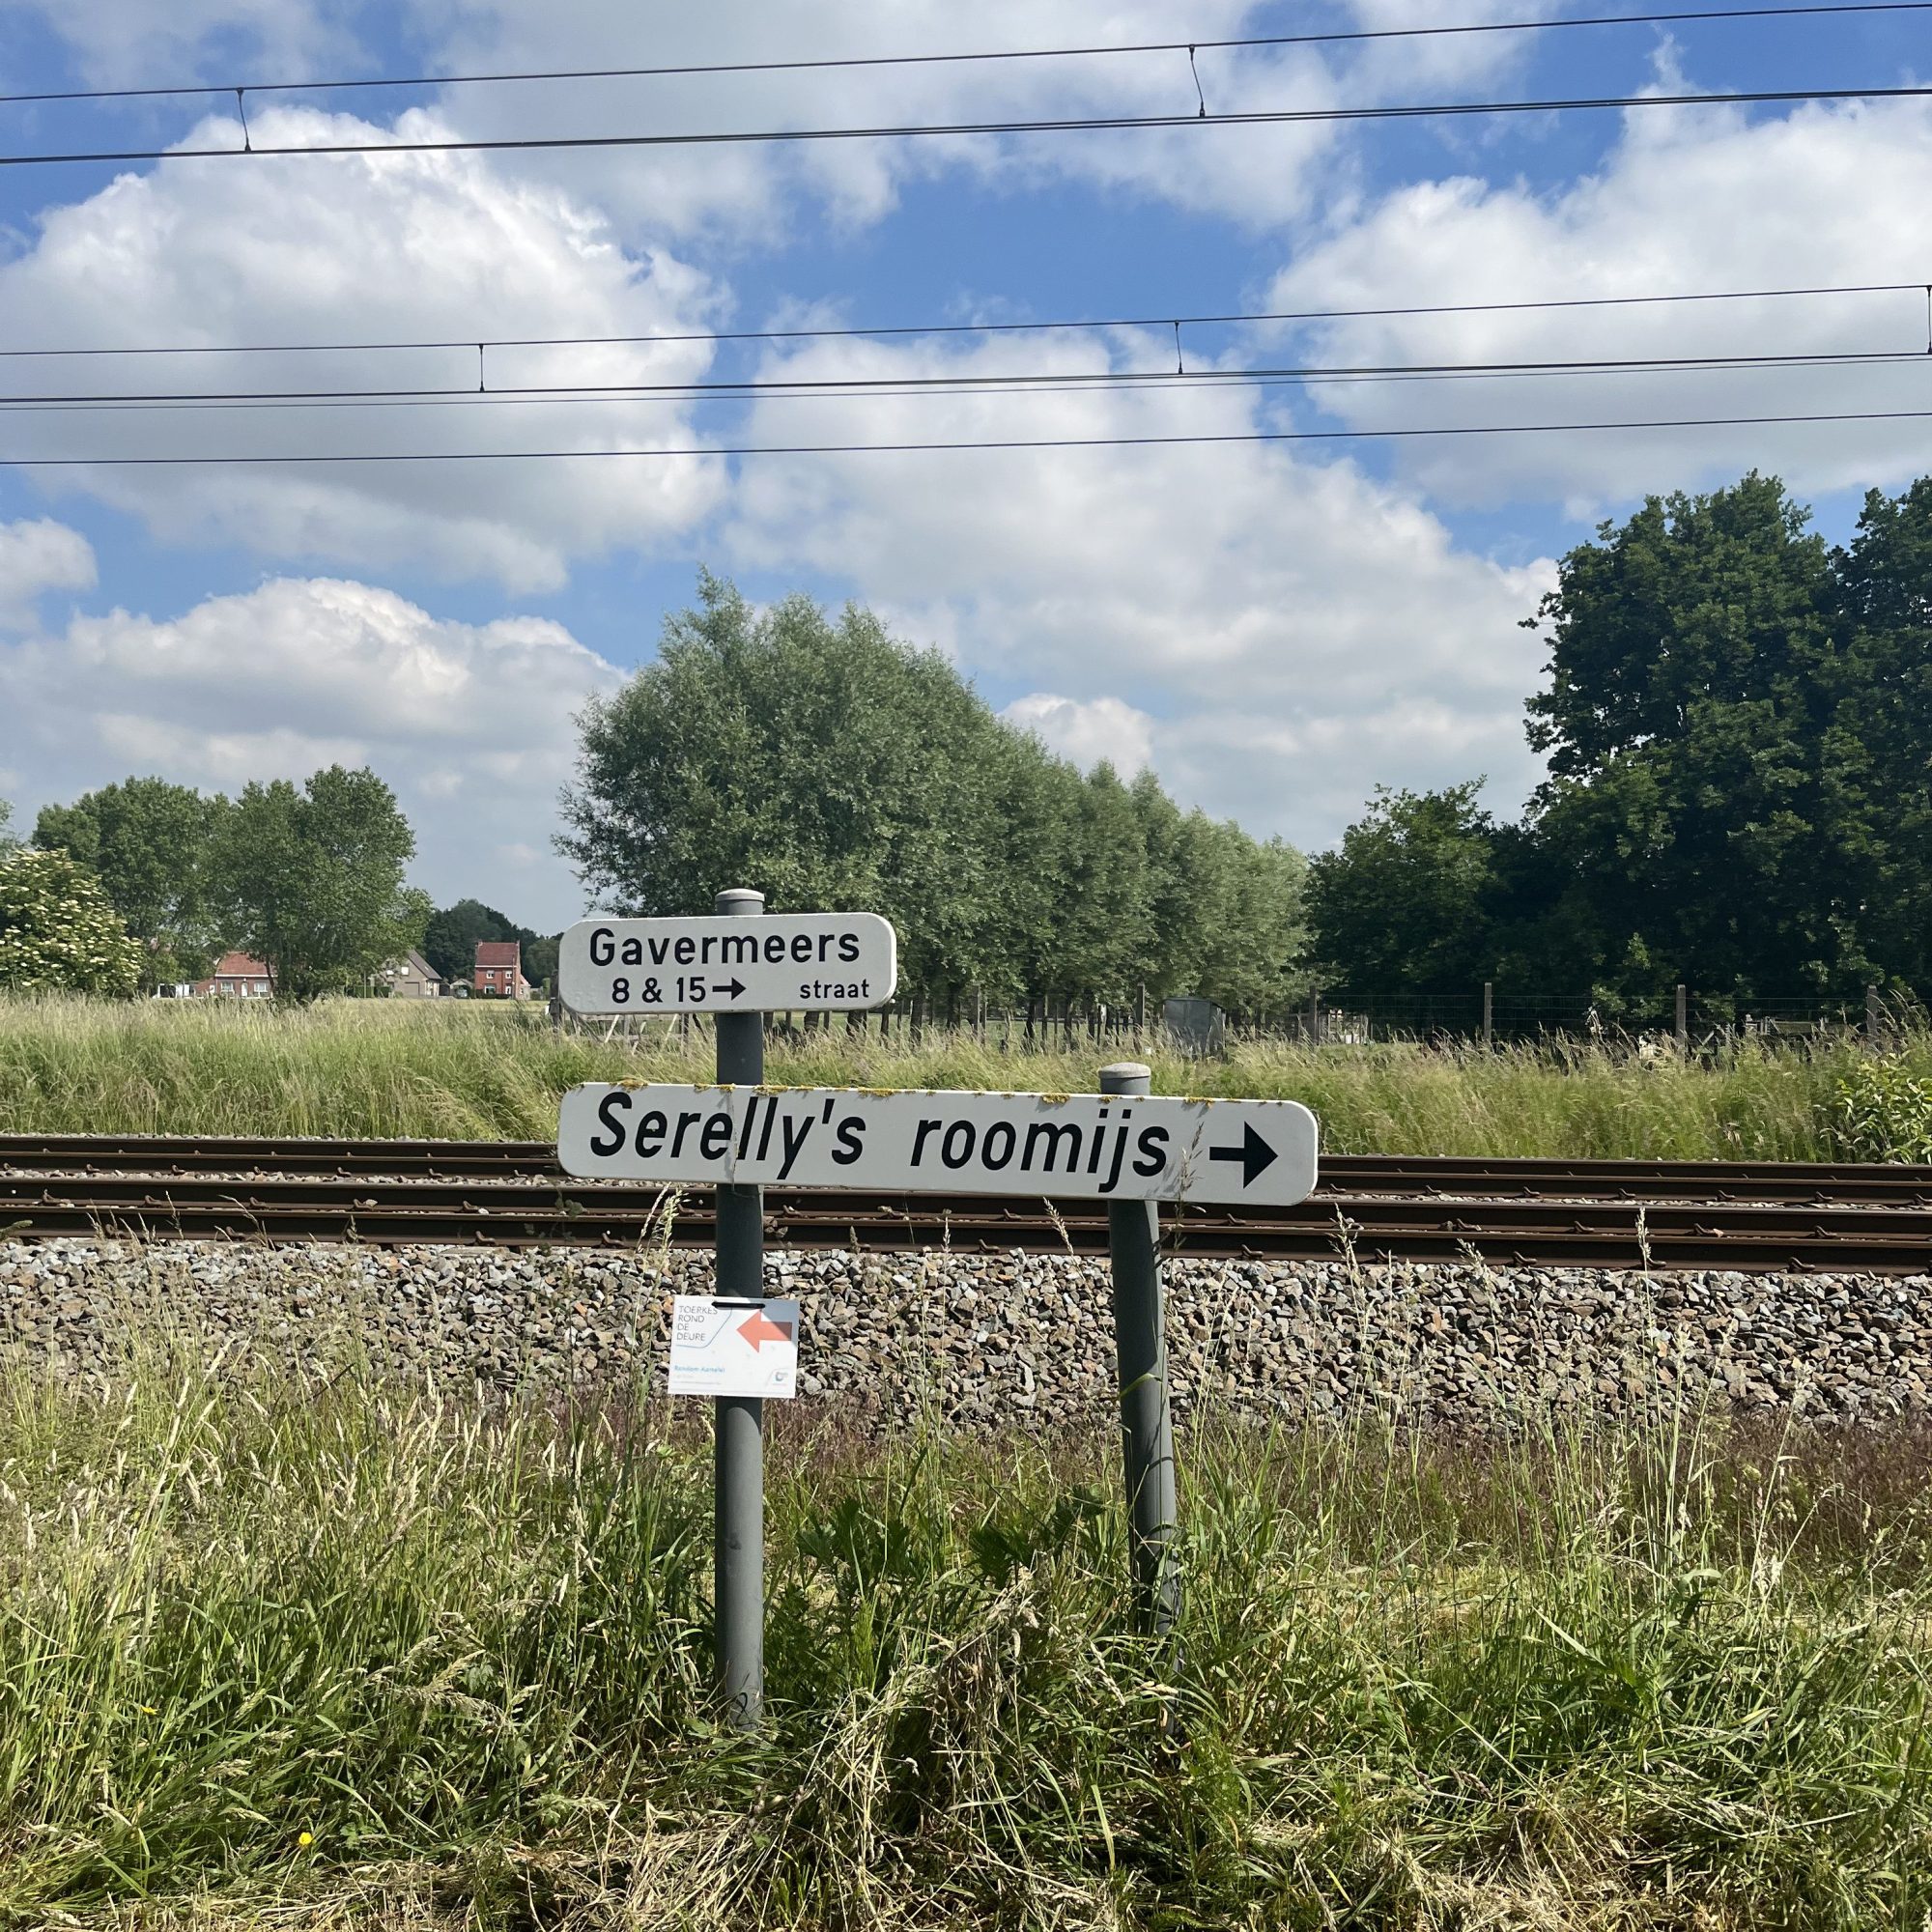 Gavermeers
8 & 15→ straat
Serelly's roomijs →
TOERKES
ROND
DE
DEURE